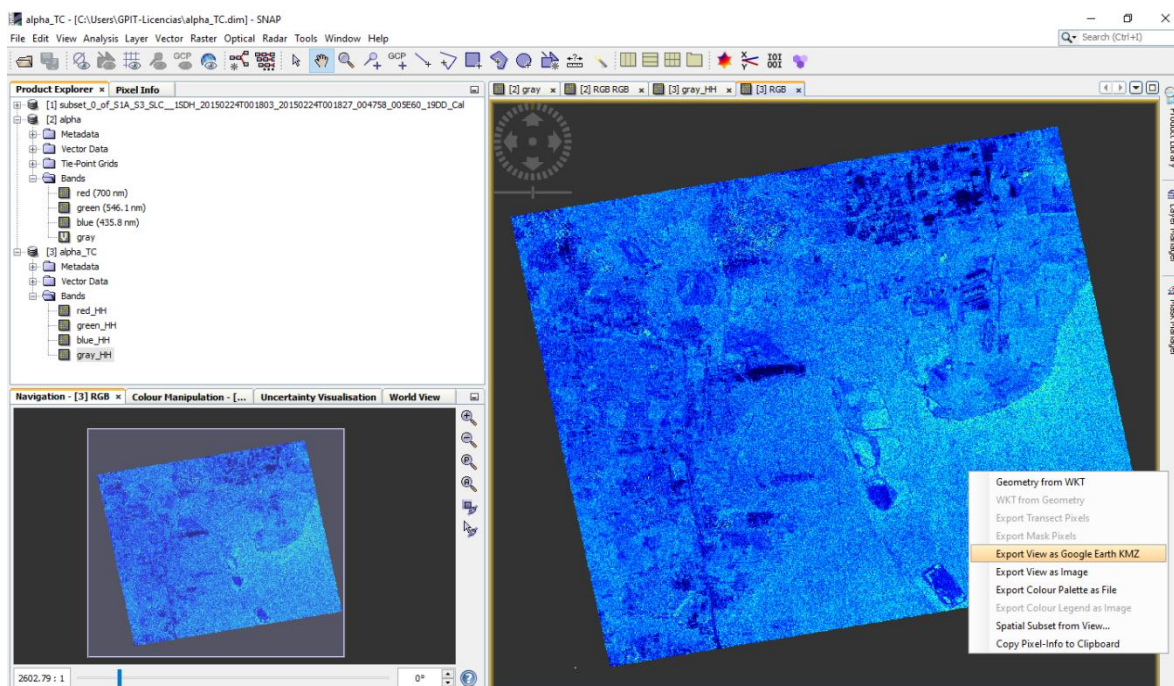 alpha_TC - [C:\Users\GPIT-Licencias\alpha_TC.dim] - SNAP
File Edit View Analysis Layer Vector Raster Optical Radar Tools Window Help
Search (Ctrl+I)
GCP
GCP
Product Explorer Pixel Info
[2] gray [2] RGB RGB [3] gray_HH [3] RGB
[1] subset_0_of_S1A_S3_SLC__1SDH_20150224T001803_20150224T001827_004758_005E60_19DD_Cal
[2] alpha
Metadata
Vector Data
Tie-Point Grids
Bands
red (700 nm)
green (546.1 nm)
blue (435.8 nm)
gray
[3] alpha_TC
Metadata
Vector Data
Bands
red_HH
green_HH
blue_HH
gray_HH
Product Library
Layer Manager
Mask Manager
Navigation - [3] RGB Colour Manipulation - [... Uncertainty Visualisation World View
Geometry from WKT
WKT from Geometry
Export Transect Pixels
Export Mask Pixels
Export View as Google Earth KMZ
Export View as Image
Export Colour Palette as File
Export Colour Legend as Image
Spatial Subset from View...
Copy Pixel-Info to Clipboard
2602.79 : 1
0°